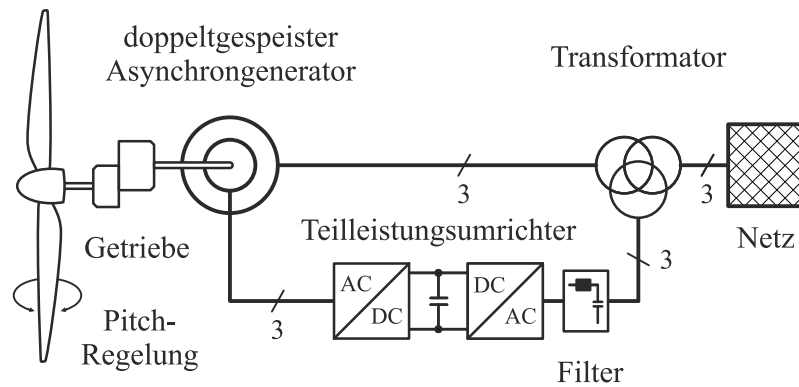 doppeltgespeister
Asynchrongenerator
Transformator
3
3
Getriebe
Teilleistungsumrichter
Netz
3
AC
DC
DC
AC
3
Pitch-
Regelung
Filter